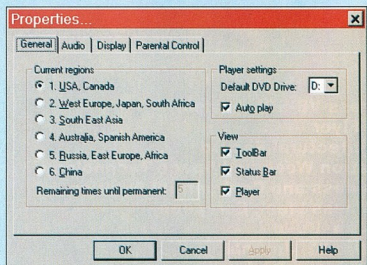 Properties...
General Audio Display Parental Control
Current regions
1. USA, Canada
2. West Europe, Japan, South Africa
3. South East Asia
4. Australia, Spanish America
5. Russia, East Europe, Africa
6. China
Remaining times until permanent: 5
Player settings
Default DVD Drive: D:
Auto play
View
ToolBar
Status Bar
Player
OK Cancel Apply Help